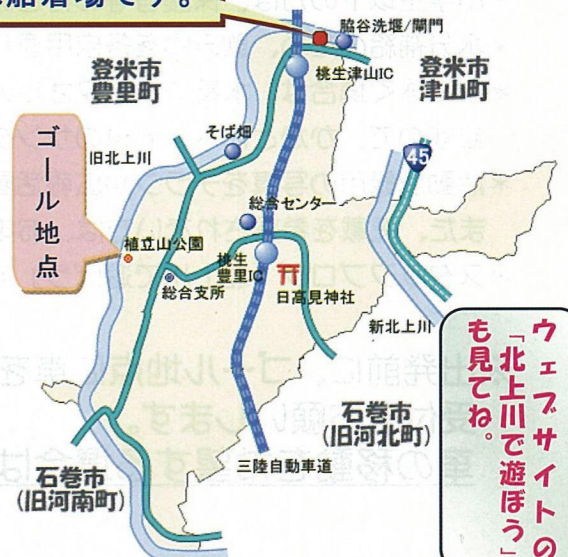 船着場です。
脇谷洗堰/閘門
登米市
豊里町
桃生津山IC
登米市
津山町
そば畑
旧北上川
45
ゴール地点
総合センター
植立山公園
桃生
豊里IC
総合支所
日高見神社
新北上川
石巻市
(旧河北町)
三陸自動車道
石巻市
(旧河南町)
ウェブサイトの
「北上川で遊ぼう」
も見てね。